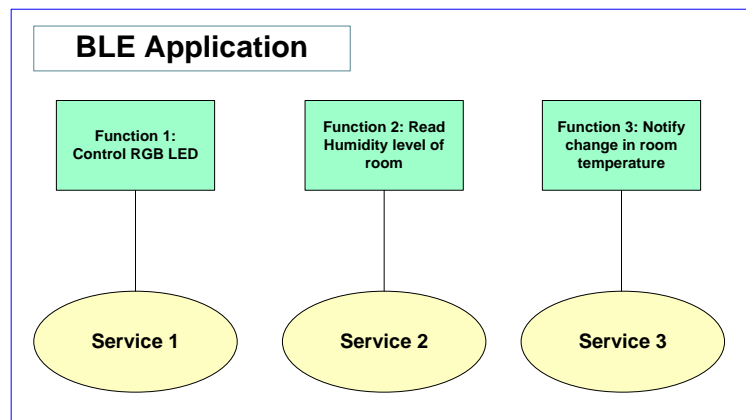 BLE Application
Function 1:
Control RGB LED
Function 2: Read
Humidity level of
room
Function 3: Notify
change in room
temperature
Service 1
Service 2
Service 3